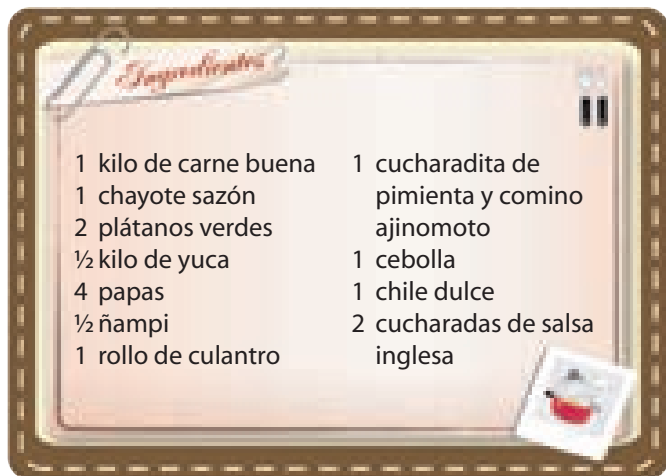 Ingredientes
1 kilo de carne buena
1 chayote sazón
2 plátanos verdes
½ kilo de yuca
4 papas
½ ñampi
1 rollo de culantro
1 cucharadita de
pimienta y comino
ajinomoto
1 cebolla
1 chile dulce
2 cucharadas de salsa
inglesa